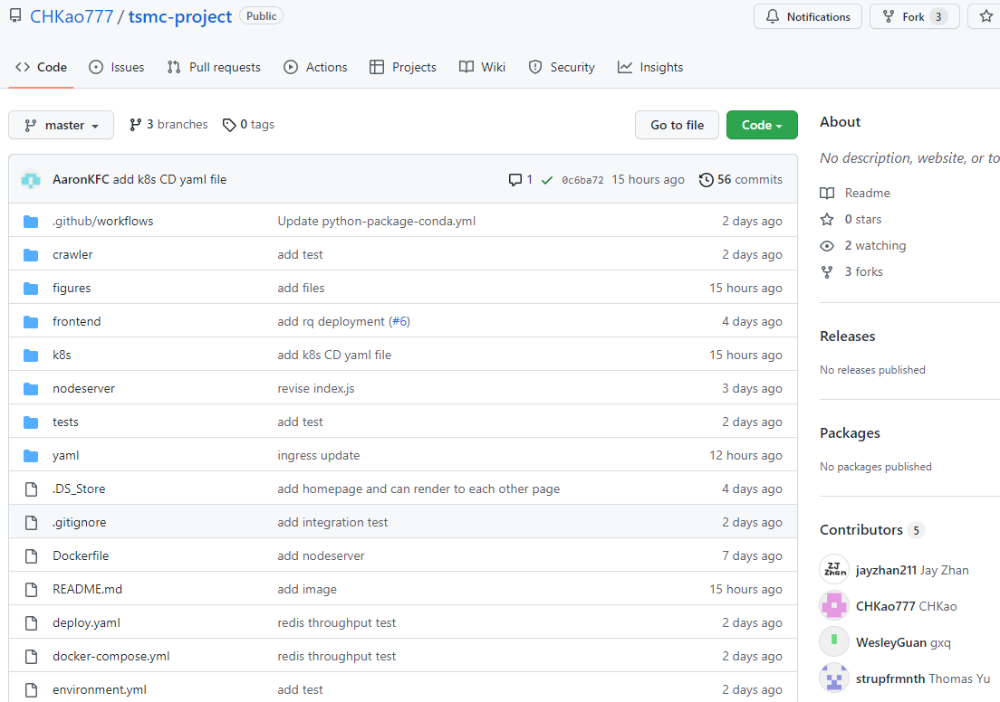 CHKao777 / tsmc-project Public Notifications Fork 3
Code Issues Pull requests Actions Projects Wiki Security Insights
master 3 branches 0 tags Go to file Code
AaronKFC add k8s CD yaml file 1 0c6ba72 15 hours ago 56 commits
.github/workflows Update python-package-conda.yml 2 days ago
crawler add test 2 days ago
figures add files 15 hours ago
frontend add rq deployment (#6) 4 days ago
k8s add k8s CD yaml file 15 hours ago
nodeserver revise index.js 3 days ago
tests add test 2 days ago
yaml ingress update 12 hours ago
.DS_Store add homepage and can render to each other page 4 days ago
.gitignore add integration test 2 days ago
Dockerfile add nodeserver 7 days ago
README.md add image 15 hours ago
deploy.yaml redis throughput test 2 days ago
docker-compose.yml redis throughput test 2 days ago
environment.yml add test 2 days ago
About
No description, website, or to
Readme
0 stars
2 watching
3 forks
Releases
No releases published
Packages
No packages published
Contributors 5
ZJ
Zhan
jayzhan211 Jay Zhan
CHKao777 CHKao
WesleyGuan gxq
strupfrmnth Thomas Yu